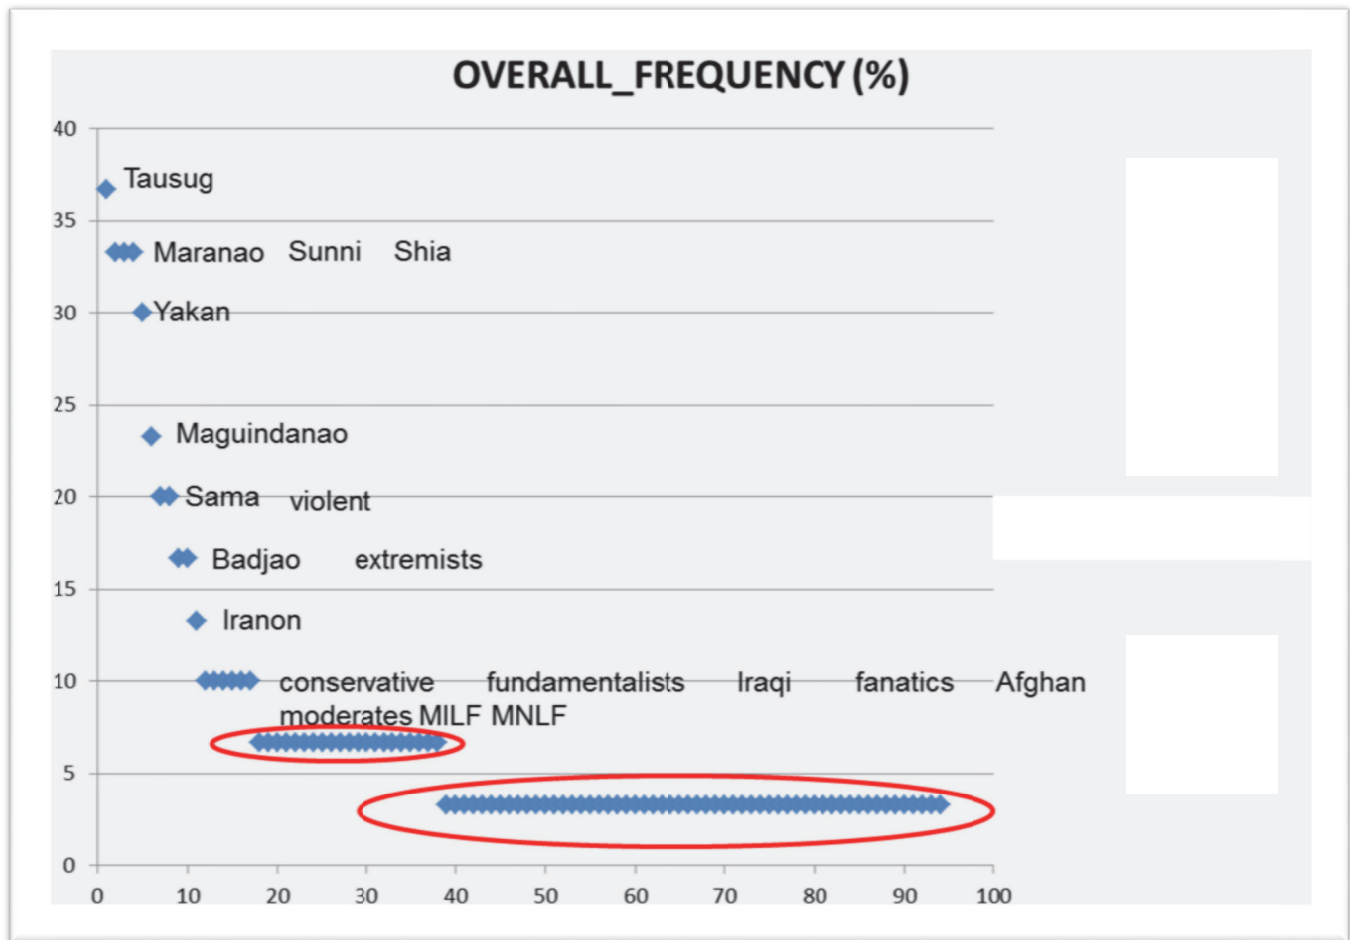 OVERALL_FREQUENCY (%)
40
Tausug
35
Maranao Sunni Shia
30
Yakan
25
Maguindanao
20
Sama violent
Badjao extremists
15
Iranon
10
conservative fundamentalists Iraqi fanatics Afghan
moderates MILF MNLF
5
0
0 10 20 30 40 50 60 70 80 90 100